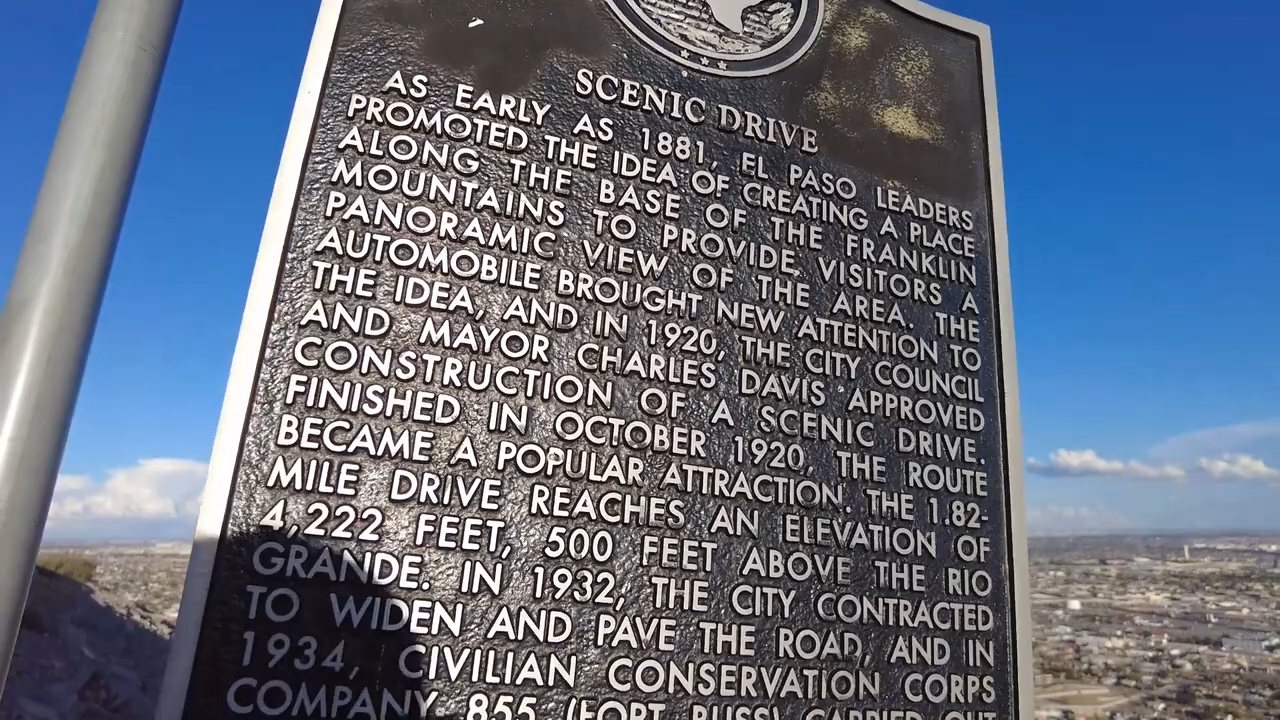 SCENIC DRIVE
AS EARLY AS 1881, EL PASO LEADERS
PROMOTED THE IDEA OF CREATING A PLACE
ALONG THE BASE OF THE FRANKLIN
MOUNTAINS TO PROVIDE VISITORS A
PANORAMIC VIEW OF THE AREA. THE
AUTOMOBILE BROUGHT NEW ATTENTION TO
THE IDEA, AND IN 1920, THE CITY COUNCIL
AND MAYOR CHARLES DAVIS APPROVED
CONSTRUCTION OF A SCENIC DRIVE.
FINISHED IN OCTOBER 1920, THE ROUTE
BECAME A POPULAR ATTRACTION. THE 1.82-
MILE DRIVE REACHES AN ELEVATION OF
4,222 FEET, 500 FEET ABOVE THE RIO
GRANDE. IN 1932, THE CITY CONTRACTED
TO WIDEN AND PAVE THE ROAD, AND IN
1934, CIVILIAN CONSERVATION CORPS
COMPANY 855 (FORT BLISS) CARRIED OUT